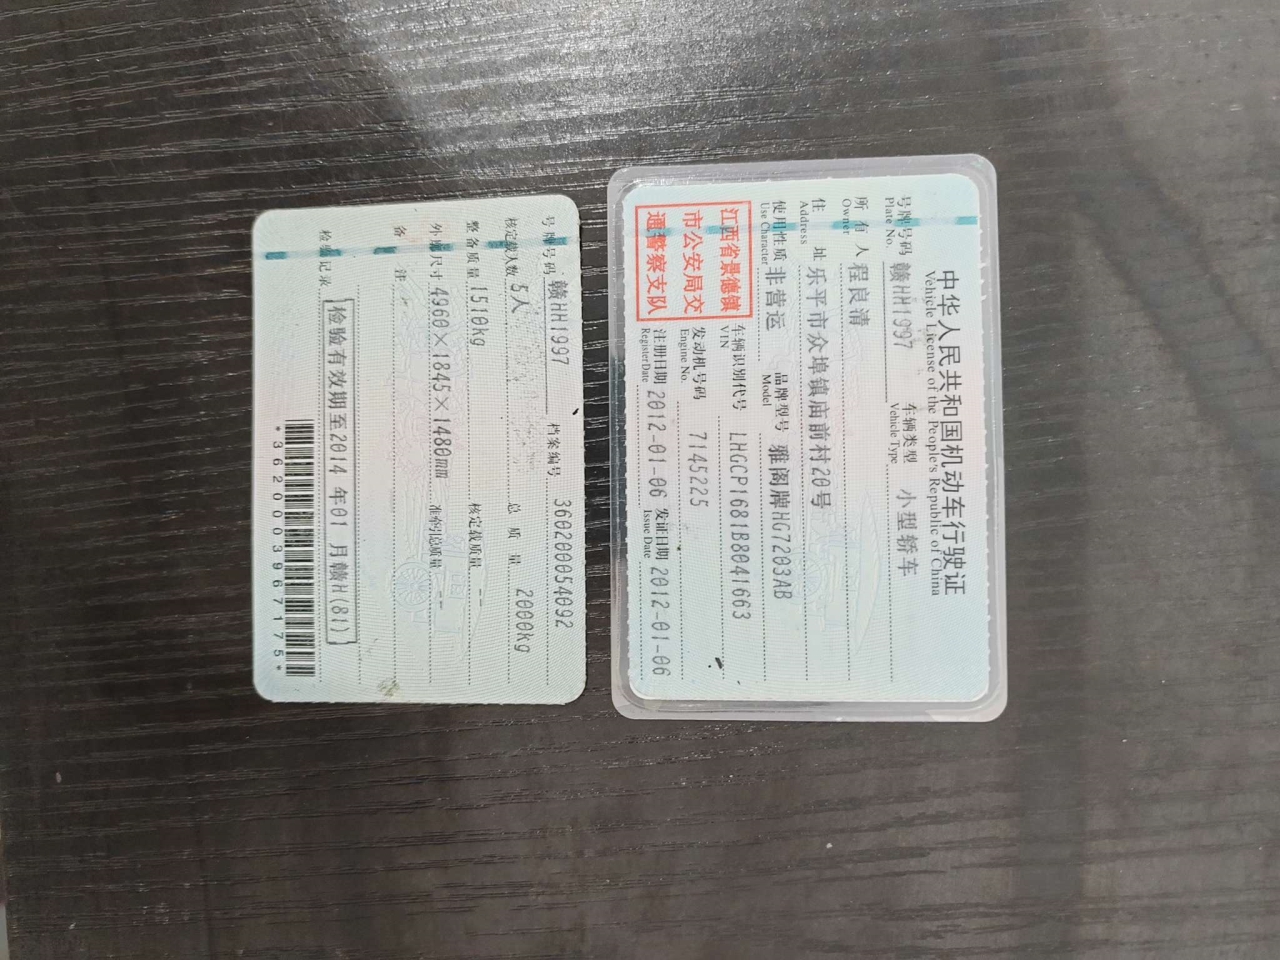 中华人民共和国机动车行驶证
Vehicle License of the People's Republic of China
号牌号码 赣HH1997 车辆类型 小型轿车
Plate No. Vehicle Type
所有人 程良清
Owner
住址 乐平市众埠镇庙前村20号
Address
使用性质 非营运 品牌型号 雅阁牌HG7203AB
Use Character Model
江西省景德镇
市公安局交
通警察支队
车辆识别代号 LHGCP1681B8041663
VIN
发动机号码 7145225
Engine No.
注册日期 2012-01-06 发证日期 2012-01-06
Register Date Issue Date
号牌号码 赣HH1997 档案编号 360200054092
核定载人数 5人 总质量 2000kg
整备质量 1510kg 核定载质量 --
外廓尺寸 4960×1845×1480mm 准牵引总质量 --
备注
检验记录 检验有效期至2014 年01 月赣H(81)
*3620003967175*